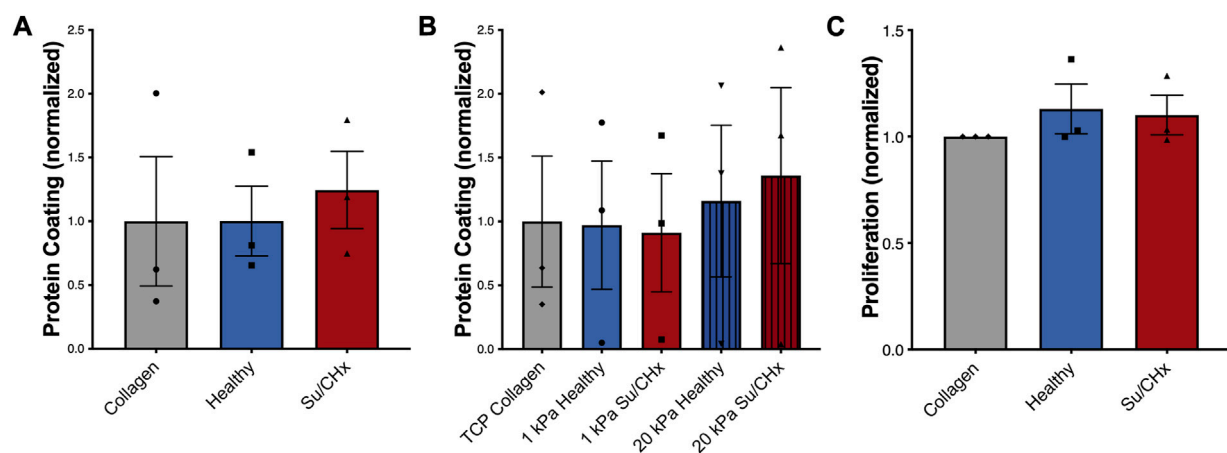 A
Protein Coating (normalized)
2.5
2.0
1.5
1.0
0.5
0.0
Collagen
Healthy
Su/CHx
B
Protein Coating (normalized)
2.5
2.0
1.5
1.0
0.5
0.0
TCP Collagen
1 kPa Healthy
1 kPa Su/CHx
20 kPa Healthy
20 kPa Su/CHx
C
Proliferation (normalized)
1.5
1.0
0.5
0.0
Collagen
Healthy
Su/CHx